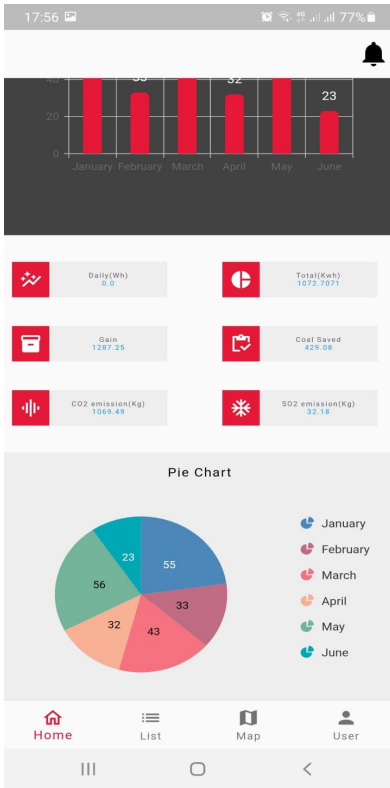 17:56
4G
77%
40
33
32
23
20
0
January February March April May June
Daily(Wh)
0.0
Total(Kwh)
1072.7071
Gain
1287.25
Coal Saved
429.08
CO2 emission(Kg)
1069.49
SO2 emission(Kg)
32.18
Pie Chart
23
55
56
33
32
43
January
February
March
April
May
June
Home
List
Map
User